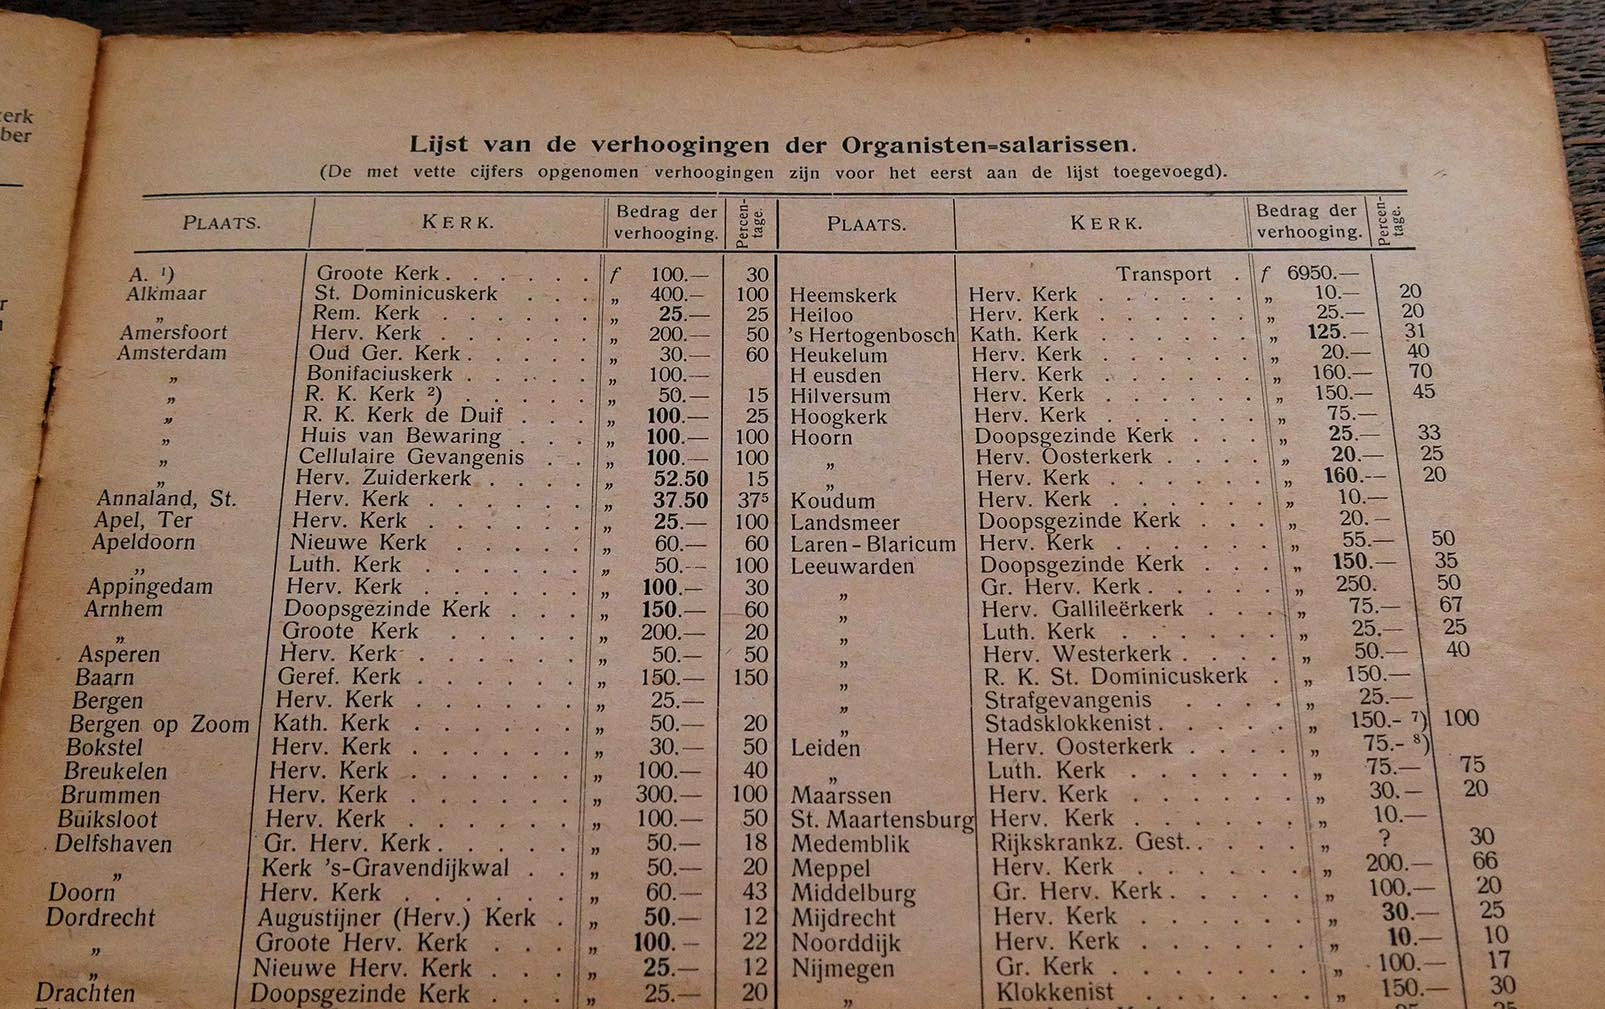 erk
ber
Lijst van de verhoogingen der Organisten=salarissen.
(De met vette cijfers opgenomen verhoogingen zijn voor het eerst aan de lijst toegevoegd).
PLAATS. KERK. Bedrag der verhooging. Percen-tage.
A. ¹) Groote Kerk . . . . . . f 100.— 30
Alkmaar St. Dominicuskerk . . . „ 400.— 100
„ Rem. Kerk . . . . . . „ 25.— 25
Amersfoort Herv. Kerk . . . . . . „ 200.— 50
Amsterdam Oud Ger. Kerk . . . . . „ 30.— 60
„ Bonifaciuskerk . . . . . „ 100.—
„ R. K. Kerk ²) . . . . . „ 50.— 15
„ R. K. Kerk de Duif . . . „ 100.— 25
„ Huis van Bewaring . . . „ 100.— 100
„ Cellulaire Gevangenis . . „ 100.— 100
„ Herv. Zuiderkerk . . . . „ 52.50 15
Annaland, St. Herv. Kerk . . . . . „ 37.50 37⁵
Apel, Ter Herv. Kerk . . . . . „ 25.— 100
Apeldoorn Nieuwe Kerk . . . . . „ 60.— 60
„ Luth. Kerk . . . . . . „ 50.— 100
Appingedam Herv. Kerk . . . . . . „ 100.— 30
Arnhem Doopsgezinde Kerk . . . „ 150.— 60
„ Groote Kerk . . . . . „ 200.— 20
Asperen Herv. Kerk . . . . . . „ 50.— 50
Baarn Geref. Kerk . . . . . . „ 150.— 150
Bergen Herv. Kerk . . . . . . „ 25.—
Bergen op Zoom Kath. Kerk . . . . . . „ 50.— 20
Bokstel Herv. Kerk . . . . . . „ 30.— 50
Breukelen Herv. Kerk . . . . . . „ 100.— 40
Brummen Herv. Kerk . . . . . . „ 300.— 100
Buiksloot Herv. Kerk . . . . . . „ 100.— 50
Delfshaven Gr. Herv. Kerk . . . . . „ 50.— 18
„ Kerk 's-Gravendijkwal . . „ 50.— 20
Doorn Herv. Kerk . . . . . . „ 60.— 43
Dordrecht Augustijner (Herv.) Kerk . „ 50.— 12
„ Groote Herv. Kerk . . . „ 100.— 22
„ Nieuwe Herv. Kerk . . . „ 25.— 12
Drachten Doopsgezinde Kerk . . . „ 25.— 20
PLAATS. KERK. Bedrag der verhooging. Percen-tage.
Transport . f 6950.—
Heemskerk Herv. Kerk . . . . . . „ 10.— 20
Heiloo Herv. Kerk . . . . . . „ 25.— 20
's Hertogenbosch Kath. Kerk . . . . . . „ 125.— 31
Heukelum Herv. Kerk . . . . . . „ 20.— 40
Heusden Herv. Kerk . . . . . . „ 160.— 70
Hilversum Herv. Kerk . . . . . . „ 150.— 45
Hoogkerk Herv. Kerk . . . . . . „ 75.—
Hoorn Doopsgezinde Kerk . . . „ 25.— 33
„ Herv. Oosterkerk . . . . „ 20.— 25
„ Herv. Kerk . . . . . . „ 160.— 20
Koudum Herv. Kerk . . . . . . „ 10.—
Landsmeer Doopsgezinde Kerk . . . „ 20.—
Laren-Blaricum Herv. Kerk . . . . . . „ 55.— 50
Leeuwarden Doopsgezinde Kerk . . . „ 150.— 35
„ Gr. Herv. Kerk . . . . . „ 250. 50
„ Herv. Gallileërkerk . . . „ 75.— 67
„ Luth. Kerk . . . . . . „ 25.— 25
„ Herv. Westerkerk . . . . „ 50.— 40
„ R. K. St. Dominicuskerk . „ 150.—
„ Strafgevangenis . . . . „ 25.—
„ Stadsklokkenist . . . . . „ 150.- ⁷) 100
Leiden Herv. Oosterkerk . . . . „ 75.- ⁸)
„ Luth. Kerk . . . . . . „ 75.— 75
Maarssen Herv. Kerk . . . . . . „ 30.— 20
St. Maartensburg Herv. Kerk . . . . . . „ 10.—
Medemblik Rijkskrankz. Gest. . . . . „ ? 30
Meppel Herv. Kerk . . . . . . „ 200.— 66
Middelburg Gr. Herv. Kerk . . . . . „ 100.— 20
Mijdrecht Herv. Kerk . . . . . . „ 30.— 25
Noorddijk Herv. Kerk . . . . . . „ 10.— 10
Nijmegen Gr. Kerk . . . . . . . „ 100.— 17
„ Klokkenist . . . . . . „ 150.— 30